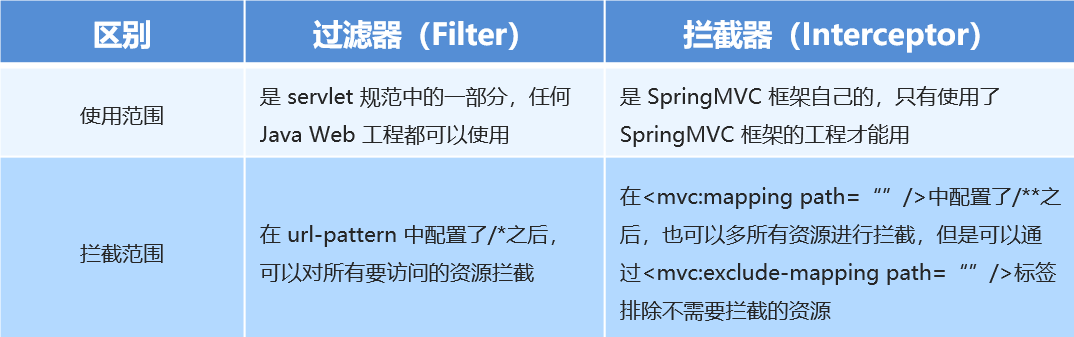 区别
过滤器（Filter）
拦截器（Interceptor）
使用范围
是 servlet 规范中的一部分，任何
Java Web 工程都可以使用
是 SpringMVC 框架自己的，只有使用了
SpringMVC 框架的工程才能用
拦截范围
在 url-pattern 中配置了/*之后，
可以对所有要访问的资源拦截
在<mvc:mapping path=“”/>中配置了/**之
后，也可以多所有资源进行拦截，但是可以通
过<mvc:exclude-mapping path=“”/>标签
排除不需要拦截的资源